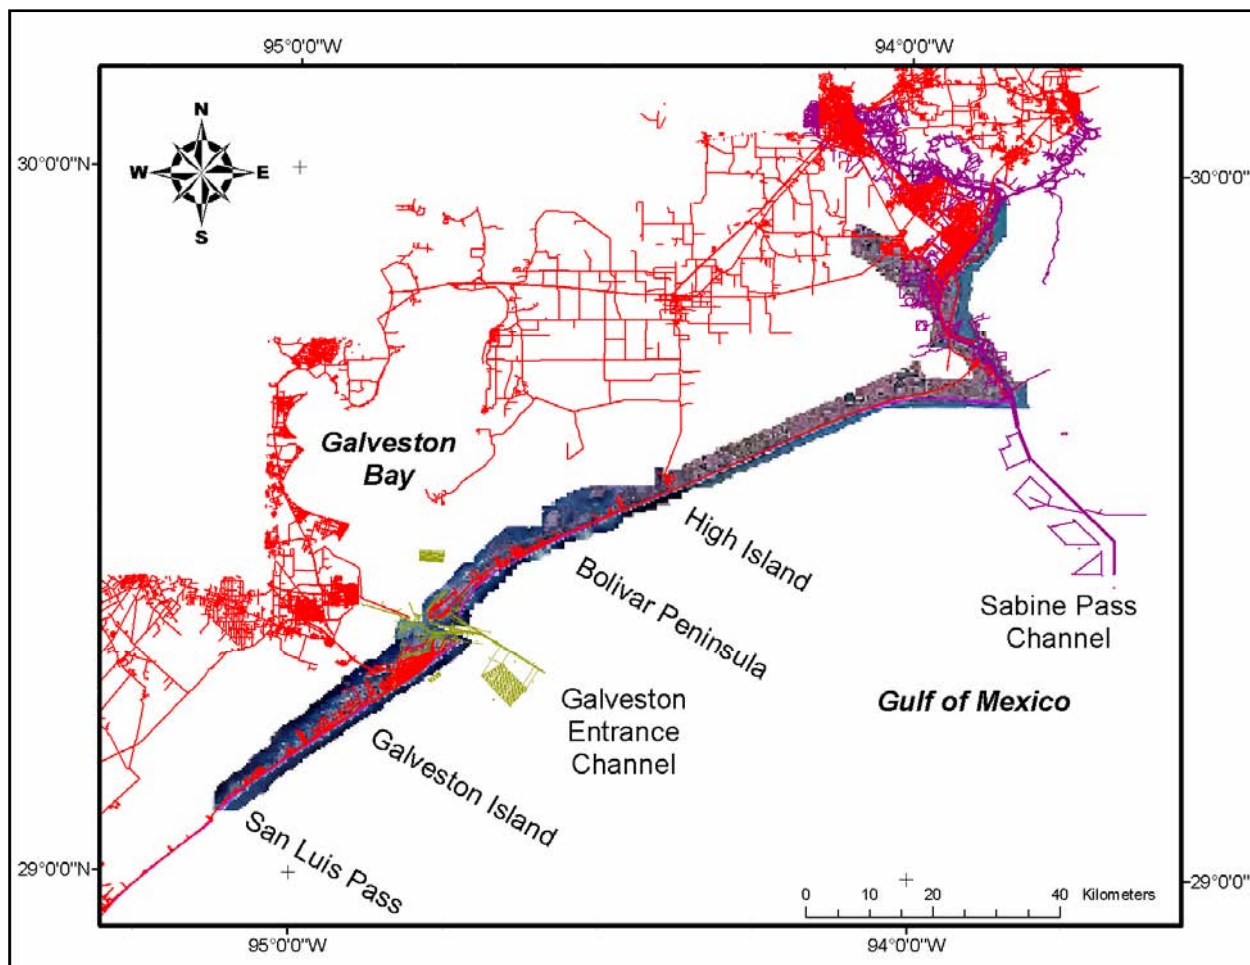 95°0'0"W
94°0'0"W
N
W
E
S
30°0'0"N
30°0'0"
Galveston
Bay
High Island
Bolivar Peninsula
Sabine Pass
Channel
Gulf of Mexico
Galveston
Entrance
Channel
Galveston Island
San Luis Pass
29°0'0"N
29°0'0"
0 10 20 40 Kilometers
95°0'0"W
94°0'0"W